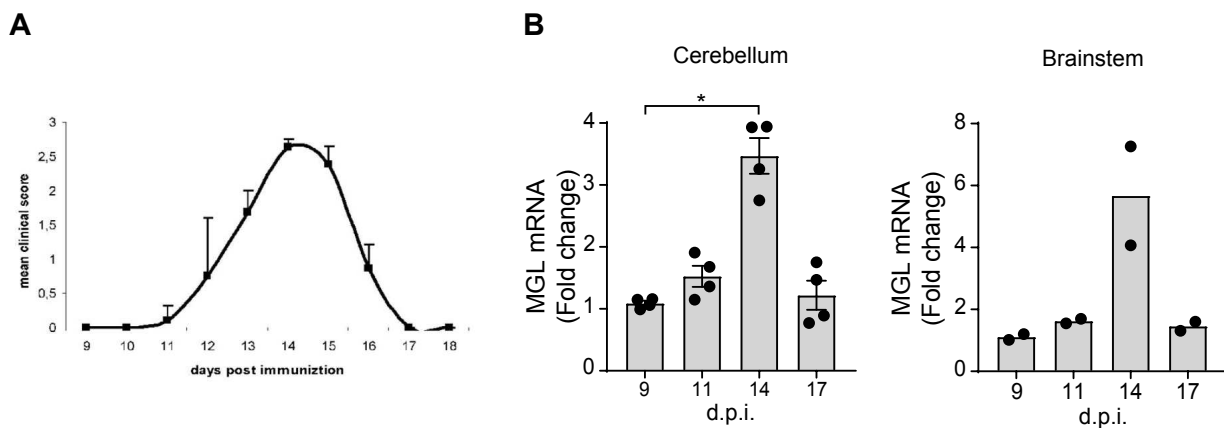 A
3
2,5
2
1,5
1
0,5
0
mean clinical score
9 10 11 12 13 14 15 16 17 18
days post immuniztion
B
Cerebellum
*
4
3
2
1
0
MGL mRNA
(Fold change)
9 11 14 17
d.p.i.
Brainstem
8
6
4
2
0
MGL mRNA
(Fold change)
9 11 14 17
d.p.i.